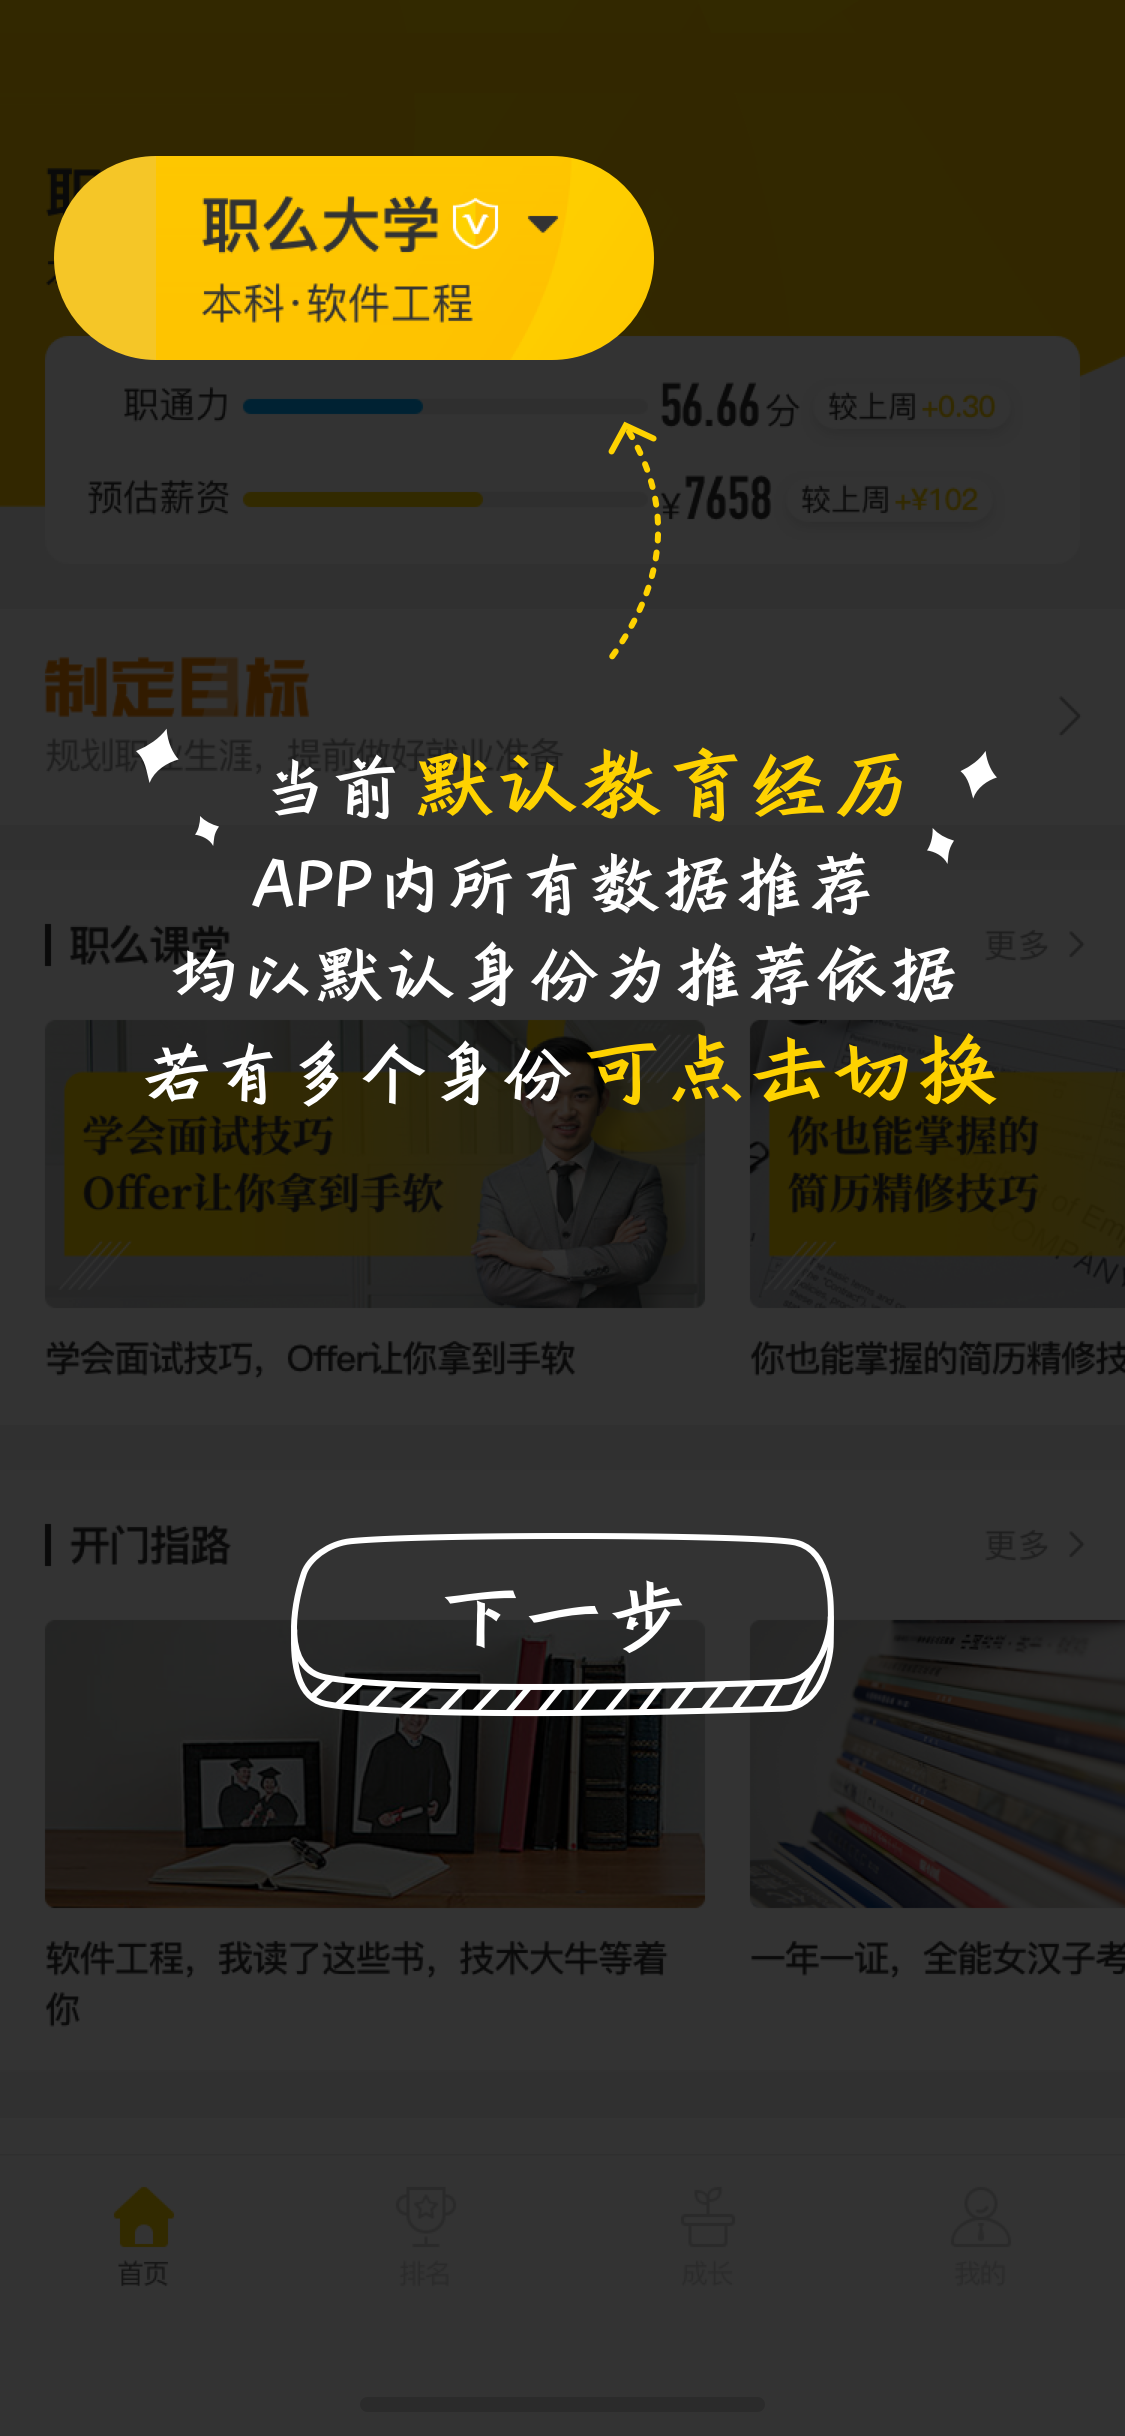 职么大学
本科·软件工程
职通力 56.66分 较上周+0.30
预估薪资 ¥7658 较上周+¥102
制定目标
规划职业生涯，提前做好就业准备
当前默认教育经历
APP内所有数据推荐
职么课堂 更多
均以默认身份为推荐依据
若有多个身份可点击切换
学会面试技巧
Offer让你拿到手软
你也能掌握的
简历精修技巧
学会面试技巧，Offer让你拿到手软
你也能掌握的简历精修技
开门指路 更多
下一步
软件工程，我读了这些书，技术大牛等着
你
一年一证，全能女汉子考
首页 排名 成长 我的